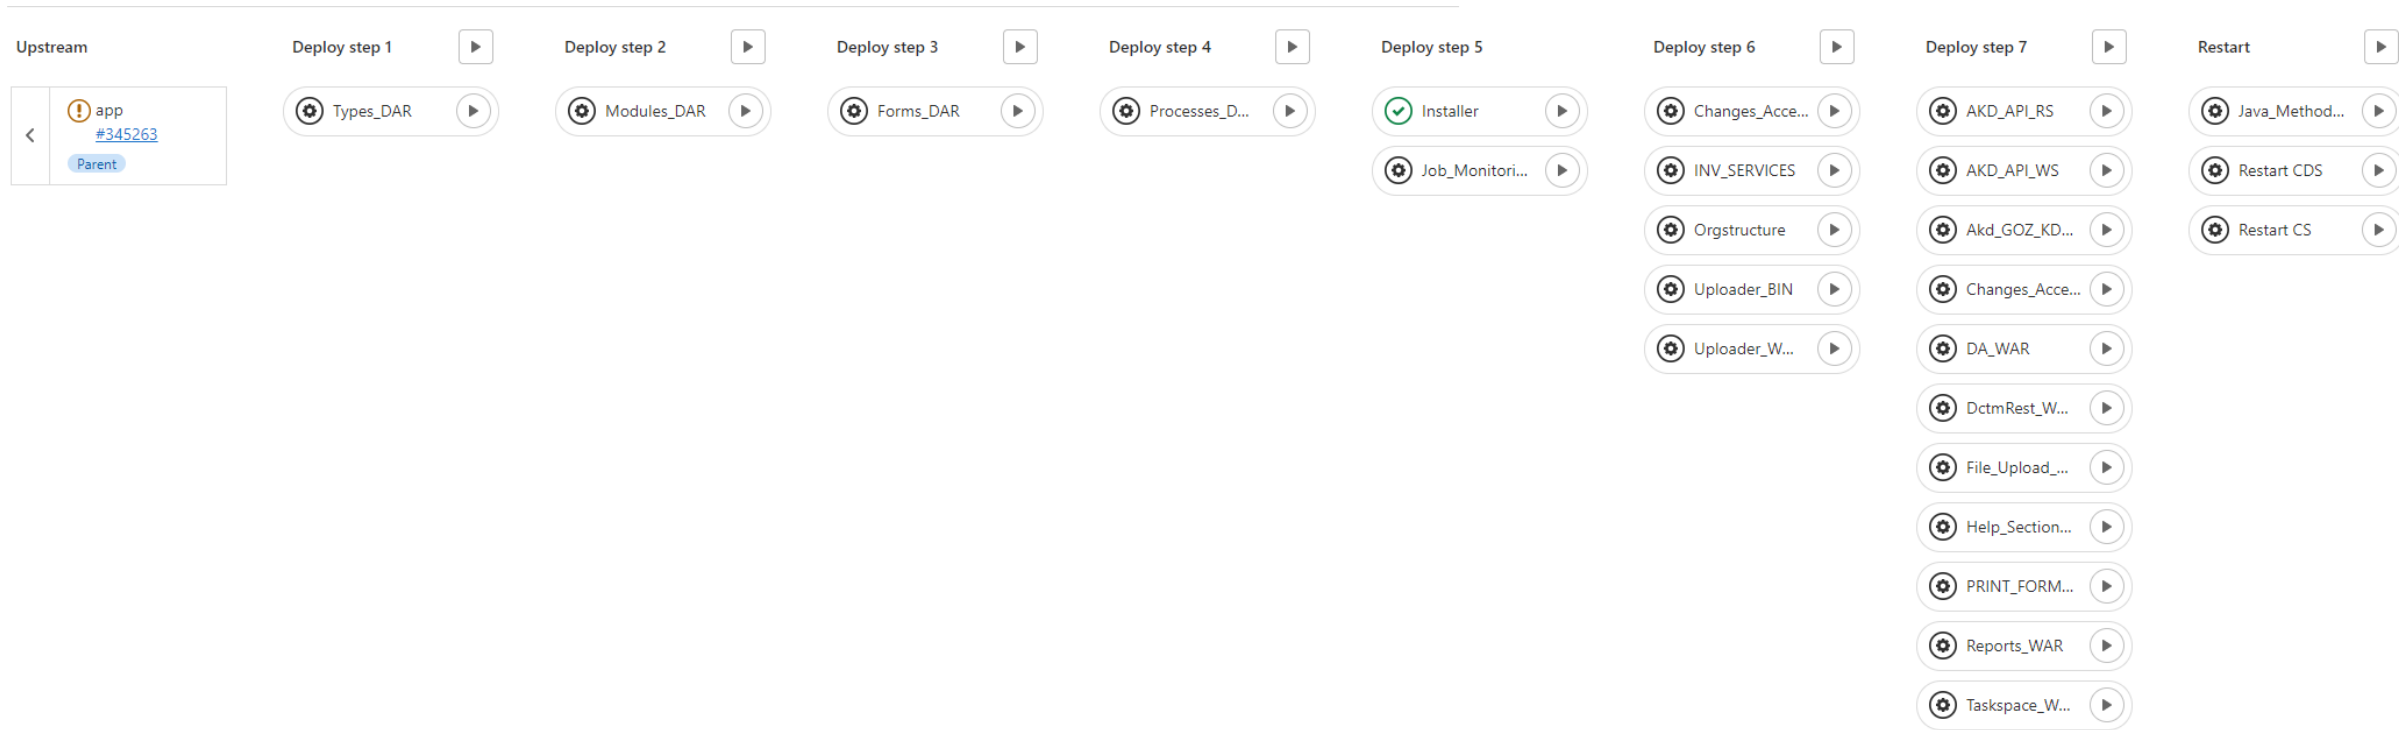 Upstream
app
#345263
Parent
Deploy step 1
Types_DAR
Deploy step 2
Modules_DAR
Deploy step 3
Forms_DAR
Deploy step 4
Processes_D...
Deploy step 5
Installer
Job_Monitori...
Deploy step 6
Changes_Acce...
INV_SERVICES
Orgstructure
Uploader_BIN
Uploader_W...
Deploy step 7
AKD_API_RS
AKD_API_WS
Akd_GOZ_KD...
Changes_Acce...
DA_WAR
DctmRest_W...
File_Upload_...
Help_Section...
PRINT_FORM...
Reports_WAR
Taskspace_W...
Restart
Java_Method...
Restart CDS
Restart CS